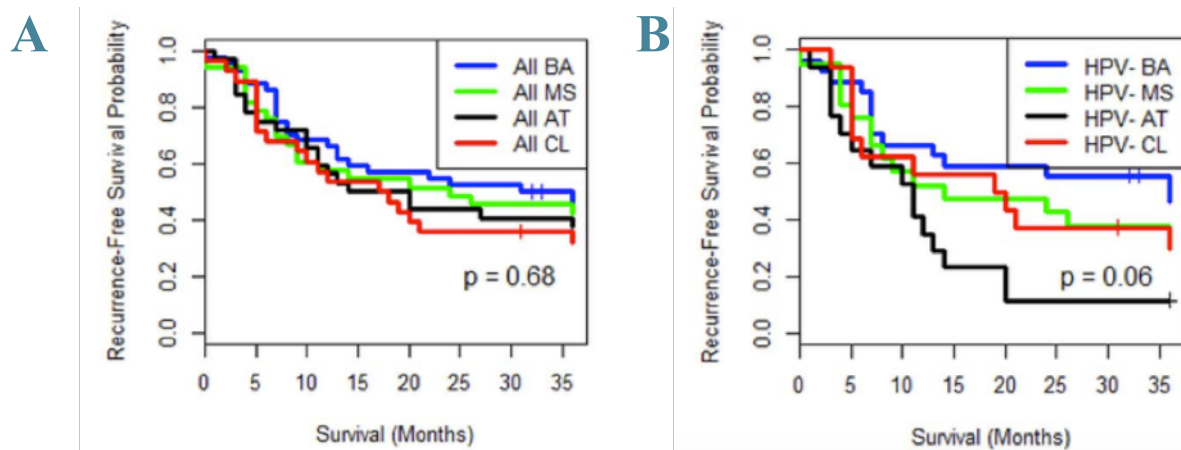 A
Recurrence-Free Survival Probability
1.0
0.8
0.6
0.4
0.2
0.0
All BA
All MS
All AT
All CL
p = 0.68
0 5 10 15 20 25 30 35
Survival (Months)
B
Recurrence-Free Survival Probability
1.0
0.8
0.6
0.4
0.2
0.0
HPV- BA
HPV- MS
HPV- AT
HPV- CL
p = 0.06
0 5 10 15 20 25 30 35
Survival (Months)